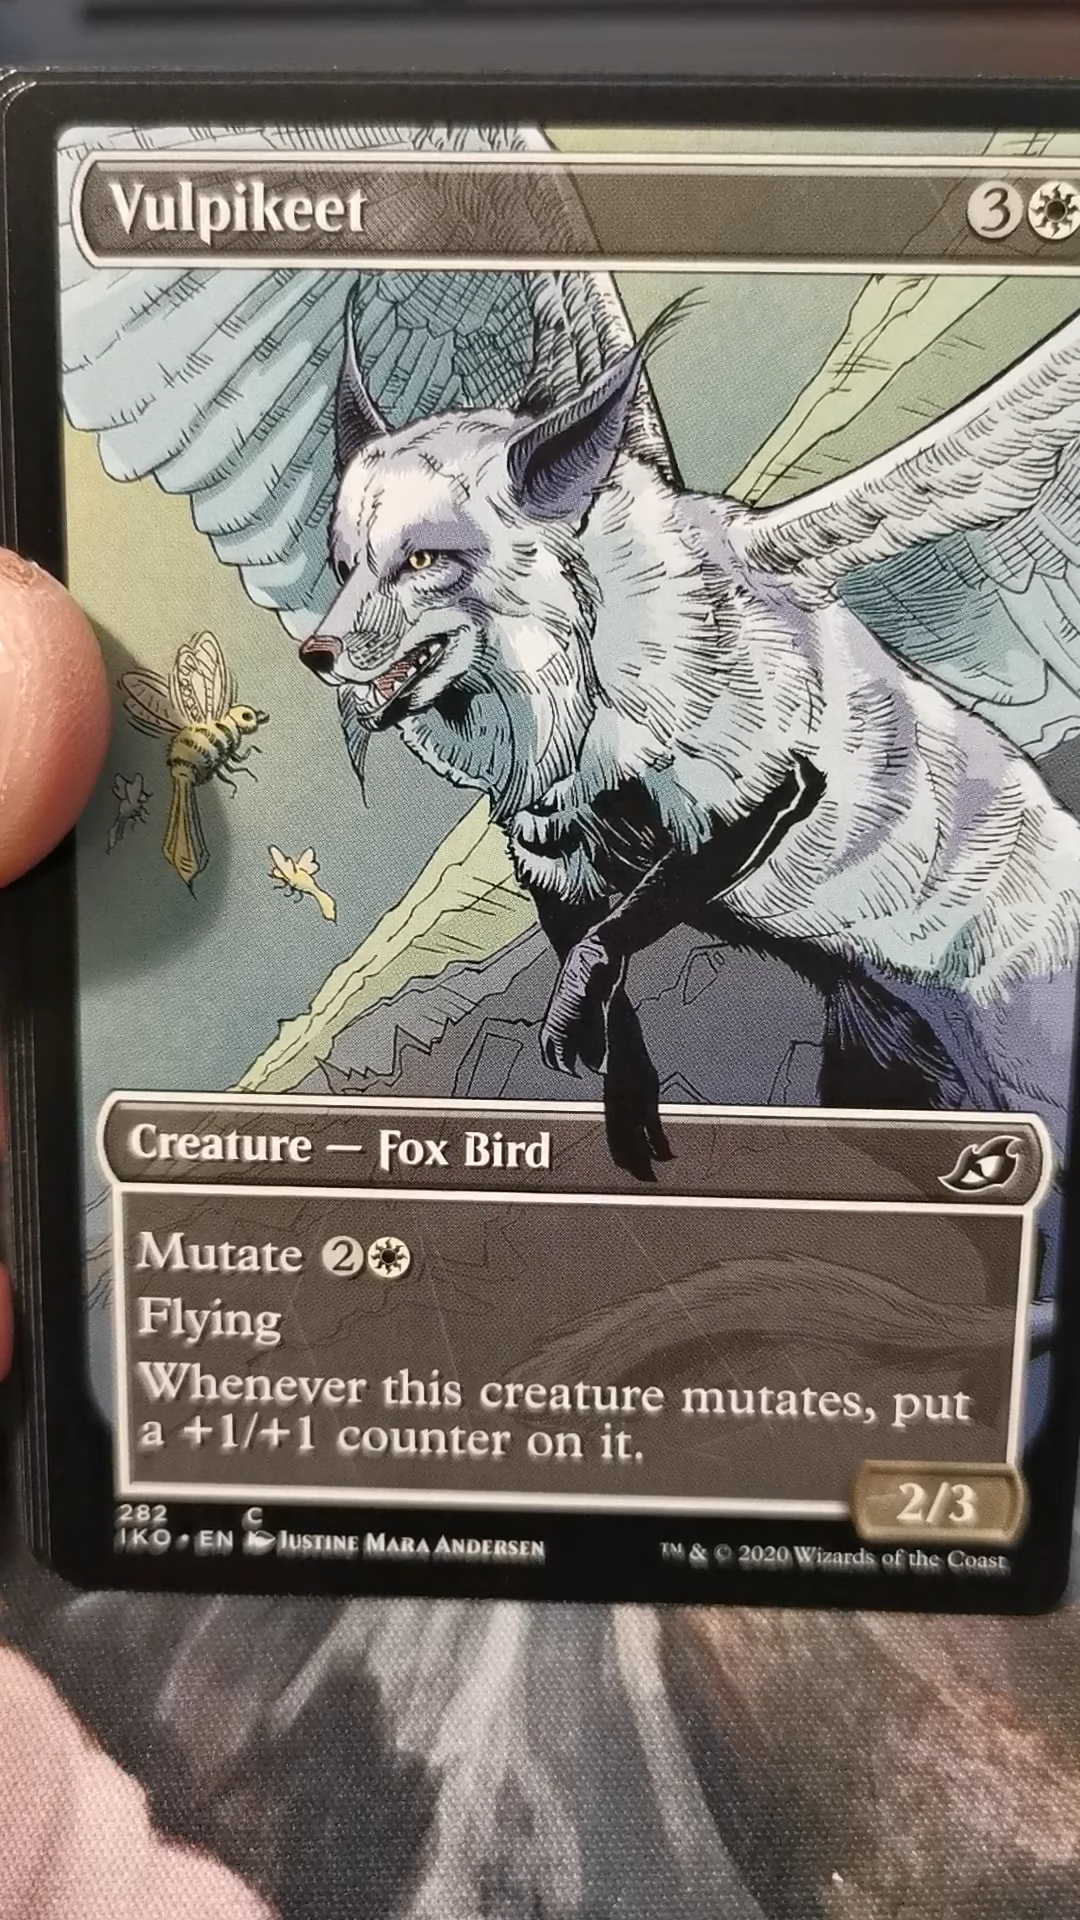 Vulpikeet 3
Creature — Fox Bird
Mutate 2
Flying
Whenever this creature mutates, put
a +1/+1 counter on it.
2/3
282 C
IKO • EN Justine Mara Andersen
™ & © 2020 Wizards of the Coast